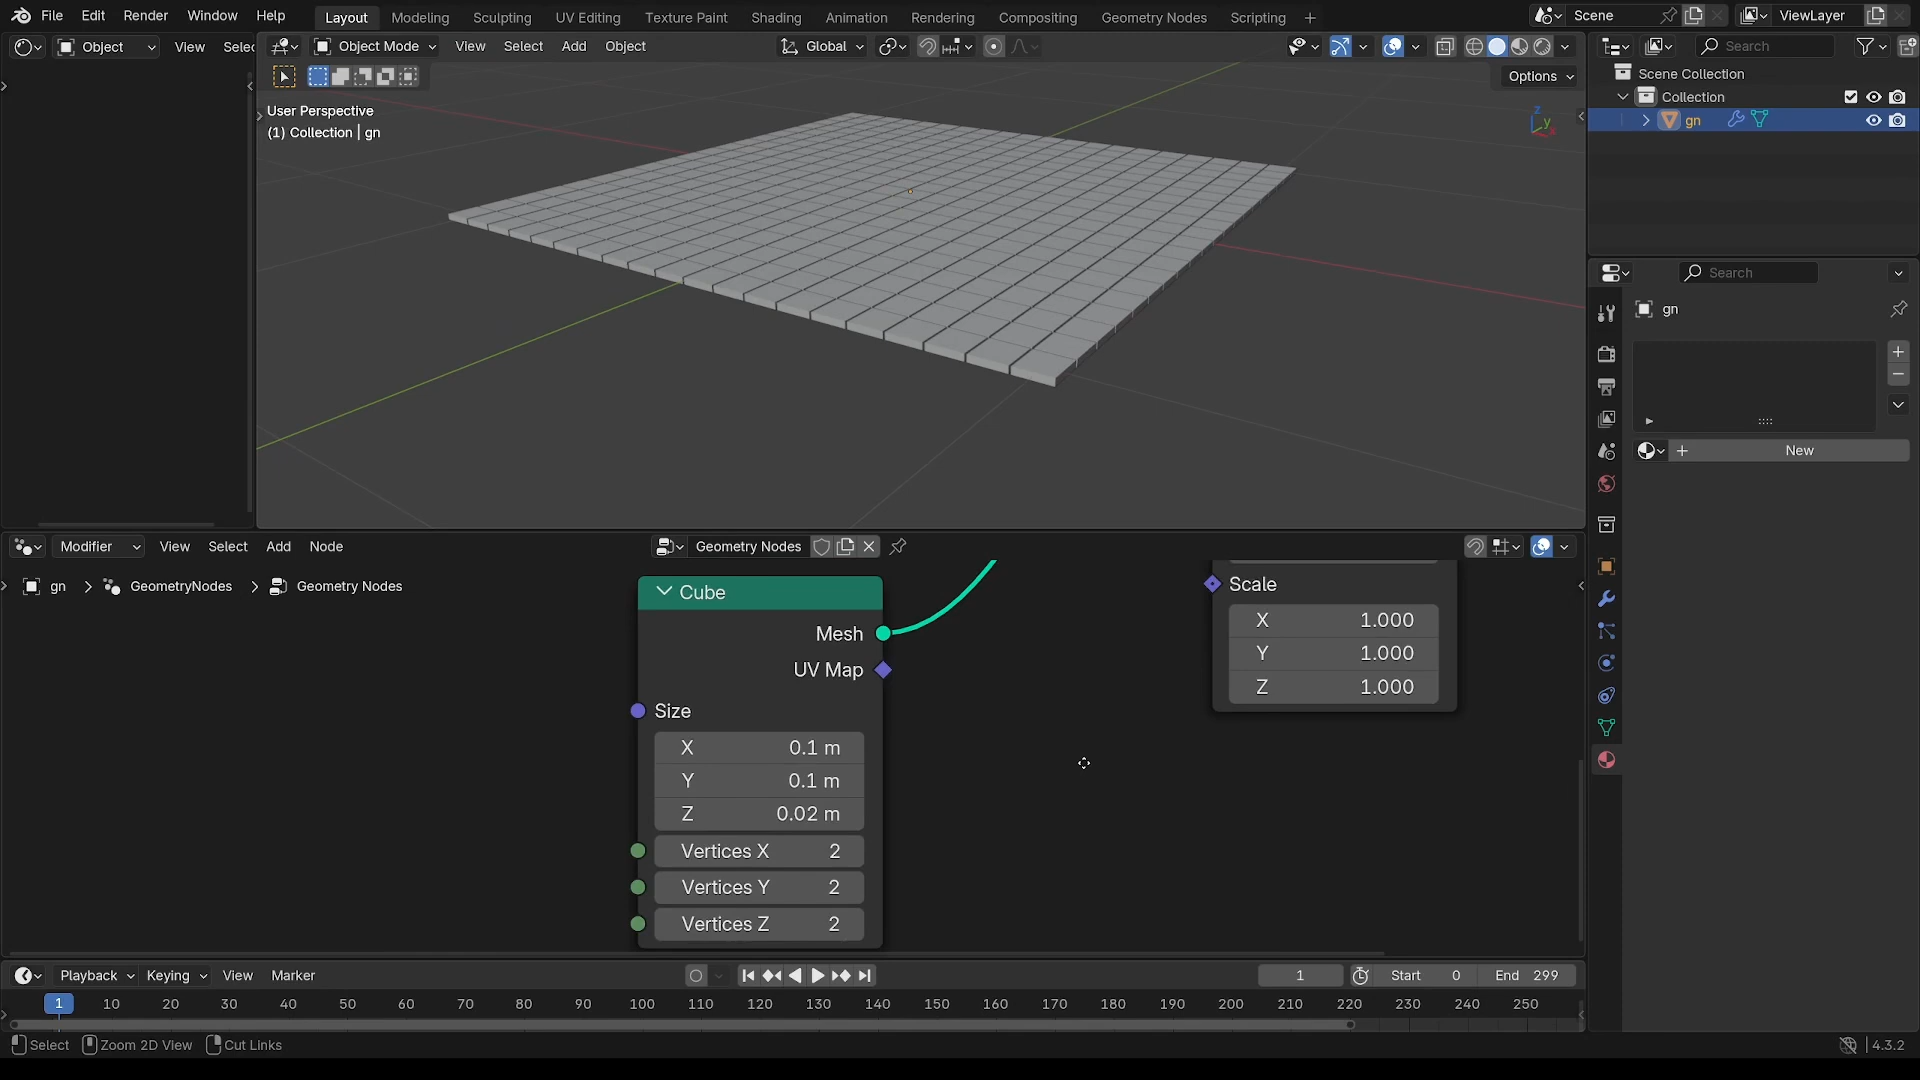 File Edit Render Window Help Layout Modeling Sculpting UV Editing Texture Paint Shading Animation Rendering Compositing Geometry Nodes Scripting + Scene ViewLayer
Object View Selec Object Mode View Select Add Object Global Search
Options
User Perspective
(1) Collection | gn
Scene Collection
Collection
gn
Search
gn
New
Modifier View Select Add Node Geometry Nodes
gn > GeometryNodes > Geometry Nodes
Cube
Mesh
UV Map
Size
X 0.1 m
Y 0.1 m
Z 0.02 m
Vertices X 2
Vertices Y 2
Vertices Z 2
Scale
X 1.000
Y 1.000
Z 1.000
Playback Keying View Marker 1 Start 0 End 299
1 10 20 30 40 50 60 70 80 90 100 110 120 130 140 150 160 170 180 190 200 210 220 230 240 250
Select Zoom 2D View Cut Links 4.3.2